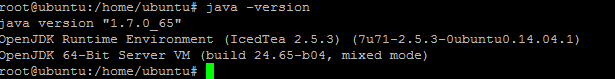 root@ubuntu:/home/ubuntu# java -version
java version "1.7.0_65"
OpenJDK Runtime Environment (IcedTea 2.5.3) (7u71-2.5.3-0ubuntu0.14.04.1)
OpenJDK 64-Bit Server VM (build 24.65-b04, mixed mode)
root@ubuntu:/home/ubuntu#